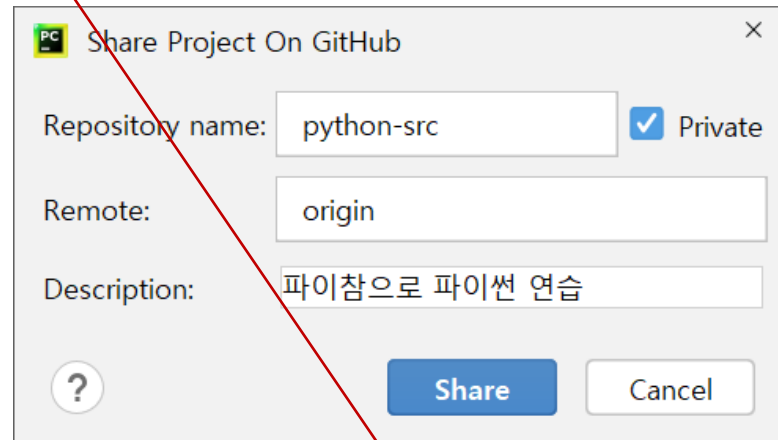 PC Share Project On GitHub
Repository name: python-src Private
Remote: origin
Description: 파이참으로 파이썬 연습
? Share Cancel